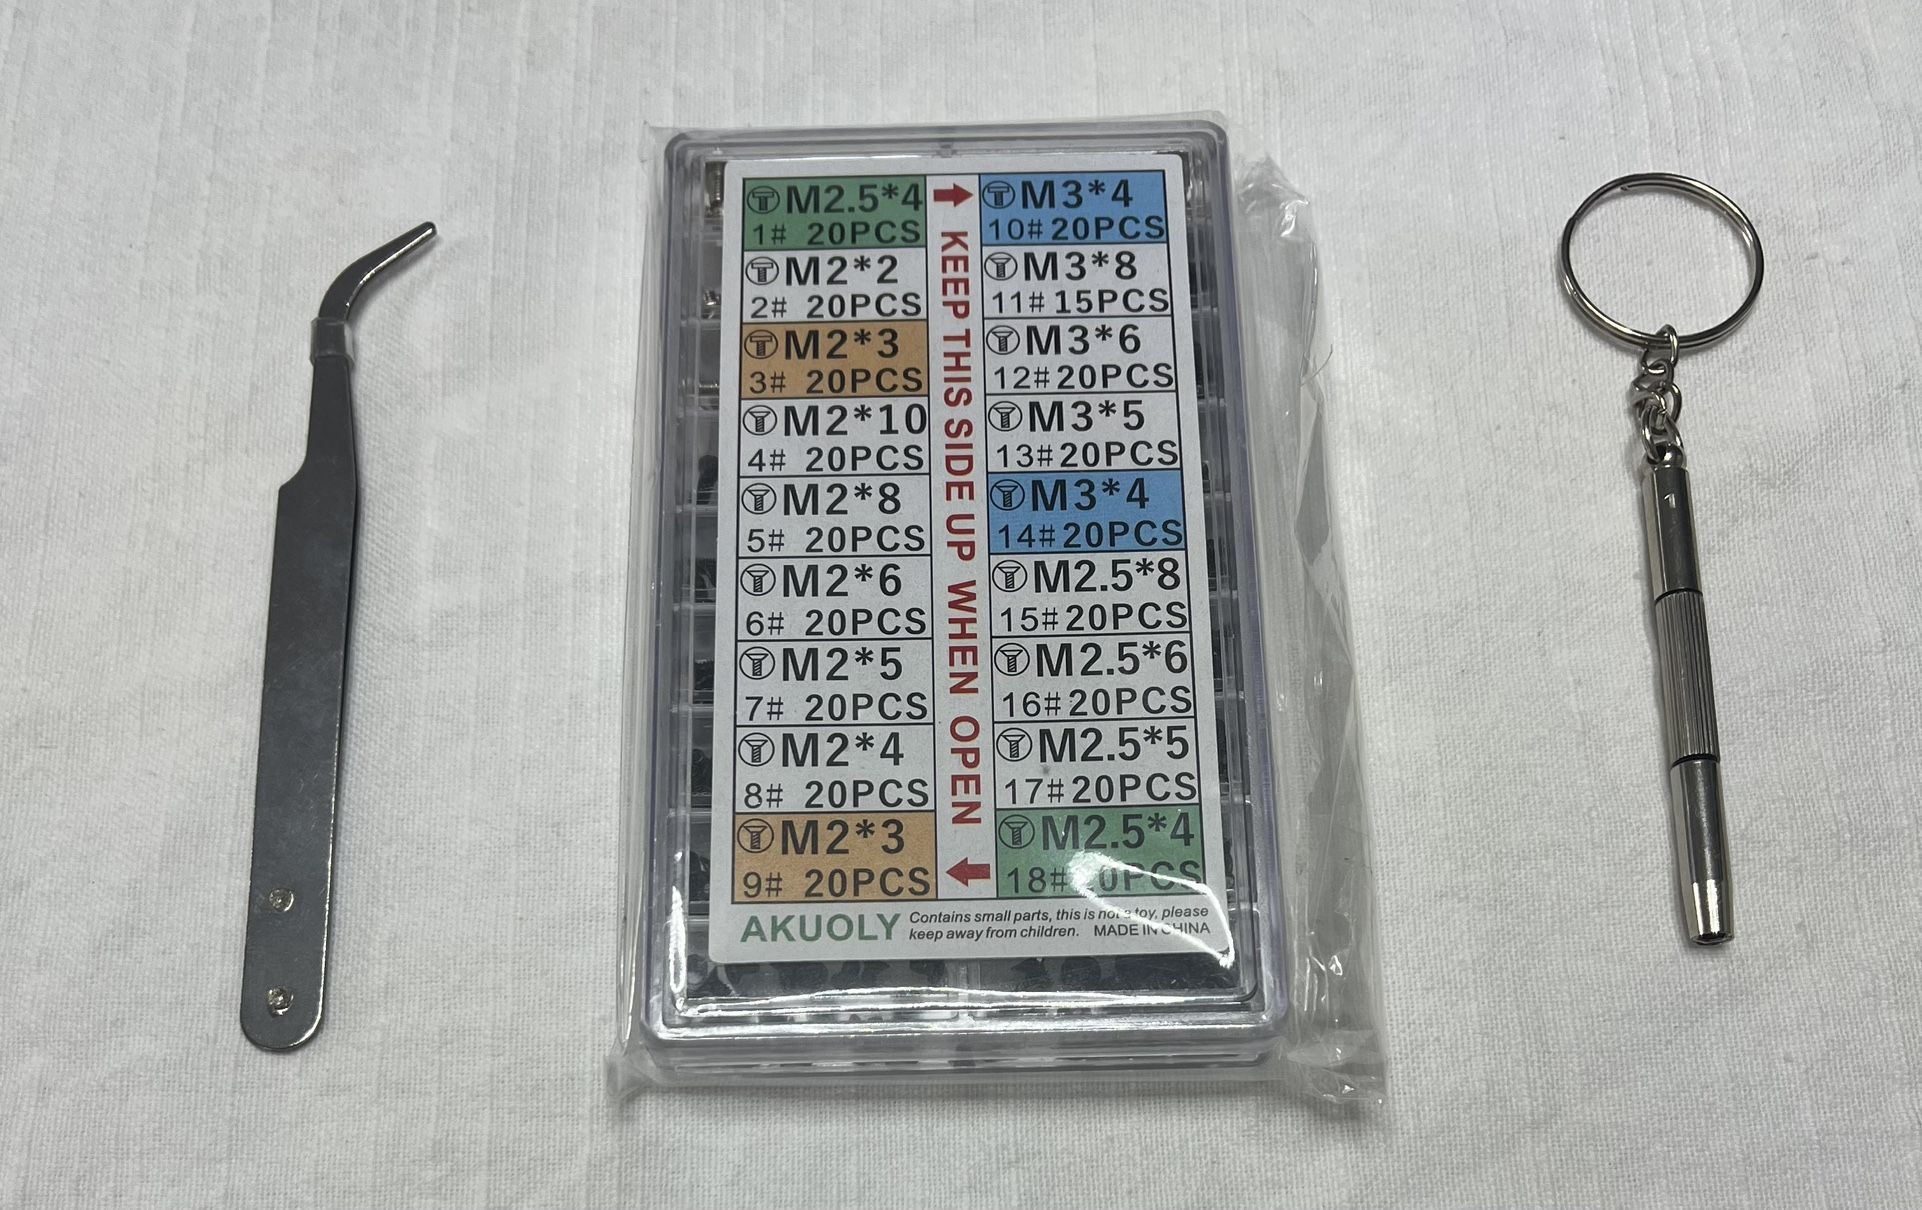 M2.5*4
1# 20PCS
M2*2
2# 20PCS
M2*3
3# 20PCS
M2*10
4# 20PCS
M2*8
5# 20PCS
M2*6
6# 20PCS
M2*5
7# 20PCS
M2*4
8# 20PCS
M2*3
9# 20PCS
KEEP THIS SIDE UP WHEN OPEN
M3*4
10# 20PCS
M3*8
11# 15PCS
M3*6
12# 20PCS
M3*5
13# 20PCS
M3*4
14# 20PCS
M2.5*8
15# 20PCS
M2.5*6
16# 20PCS
M2.5*5
17# 20PCS
M2.5*4
18# 20PCS
AKUOLY
Contains small parts, this is not a toy, please
keep away from children. MADE IN CHINA